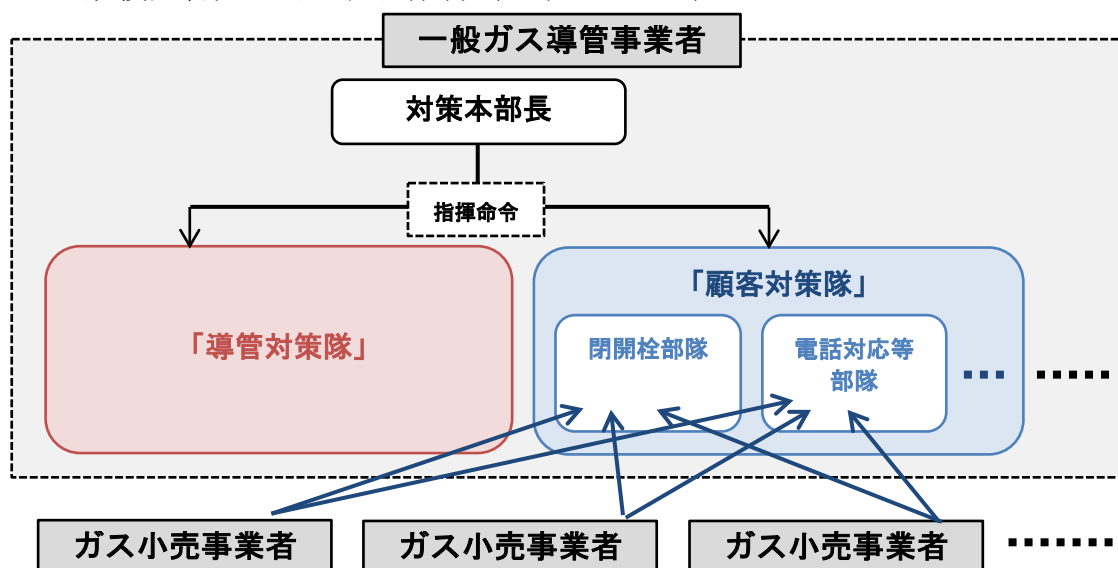 一般ガス導管事業者
対策本部長
指揮命令
「導管対策隊」
「顧客対策隊」
閉開栓部隊
電話対応等
部隊
ガス小売事業者
ガス小売事業者
ガス小売事業者